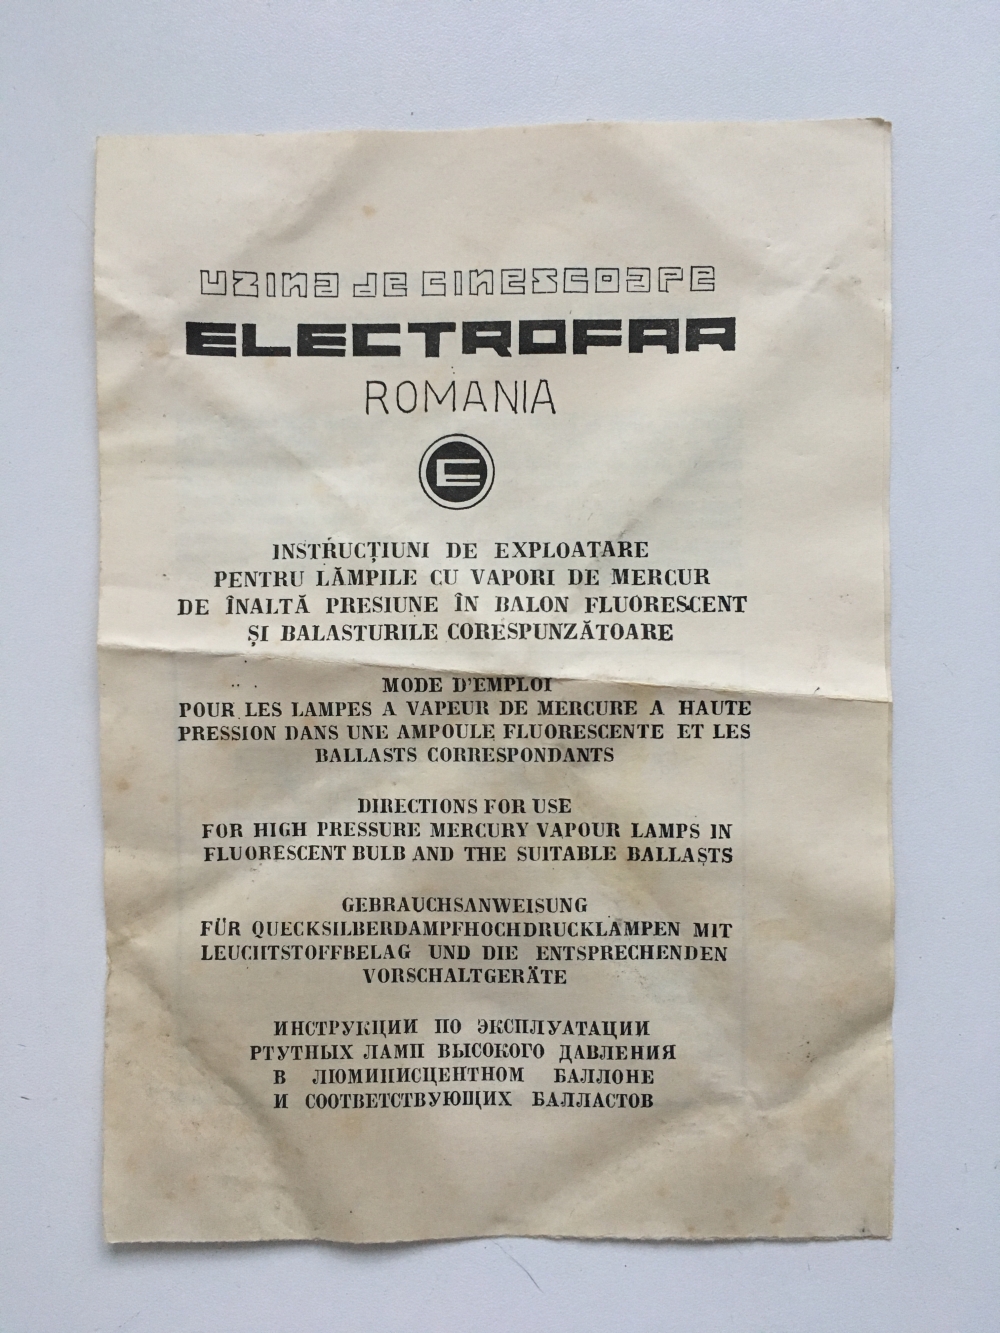 UZINA DE CINESCOAPE
ELECTROFAR
ROMANIA
E
INSTRUCȚIUNI DE EXPLOATARE
PENTRU LĂMPILE CU VAPORI DE MERCUR
DE ÎNALTĂ PRESIUNE ÎN BALON FLUORESCENT
ȘI BALASTURILE CORESPUNZĂTOARE
MODE D'EMPLOI
POUR LES LAMPES A VAPEUR DE MERCURE A HAUTE
PRESSION DANS UNE AMPOULE FLUORESCENTE ET LES
BALLASTS CORRESPONDANTS
DIRECTIONS FOR USE
FOR HIGH PRESSURE MERCURY VAPOUR LAMPS IN
FLUORESCENT BULB AND THE SUITABLE BALLASTS
GEBRAUCHSANWEISUNG
FÜR QUECKSILBERDAMPFHOCHDRUCKLAMPEN MIT
LEUCHTSTOFFBELAG UND DIE ENTSPRECHENDEN
VORSCHALTGERÄTE
ИНСТРУКЦИИ ПО ЭКСПЛУАТАЦИИ
РТУТНЫХ ЛАМП ВЫСОКОГО ДАВЛЕНИЯ
В ЛЮМИНИСЦЕНТНОМ БАЛЛОНЕ
И СООТВЕТСТВУЮЩИХ БАЛЛАСТОВ